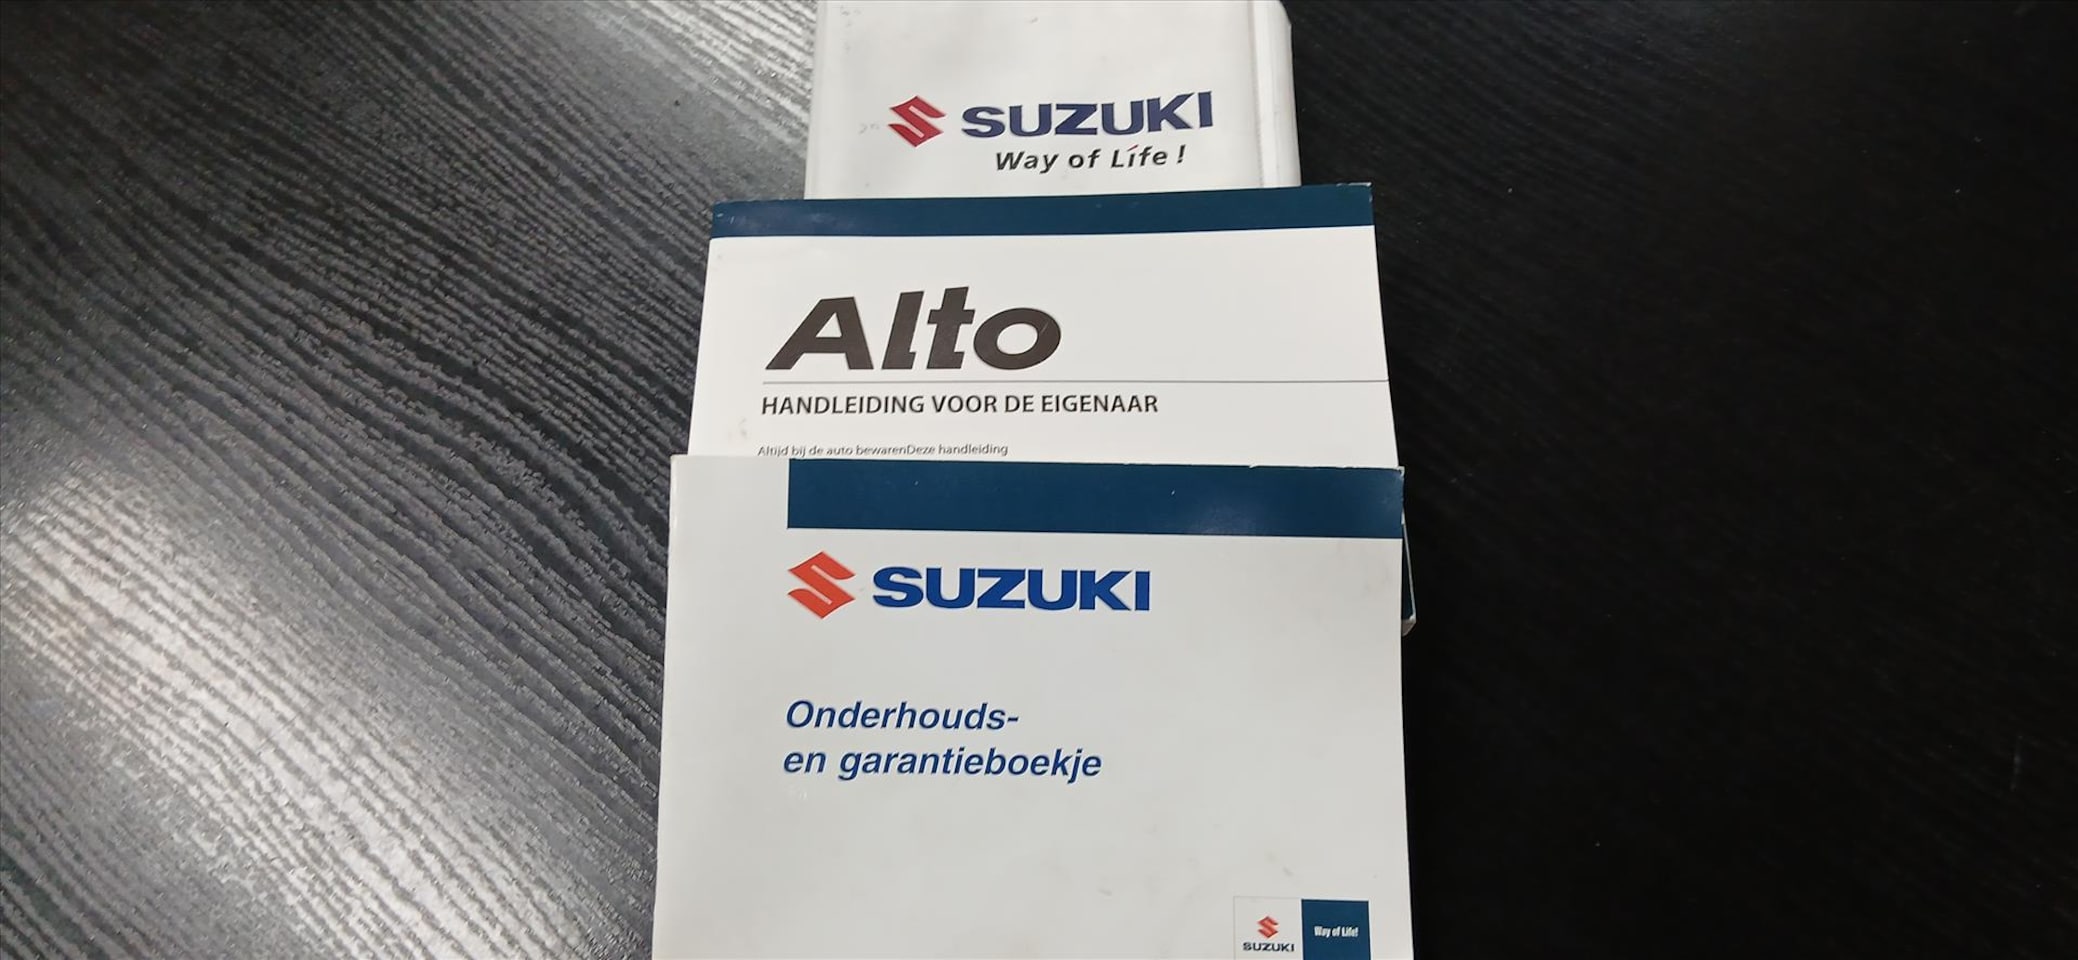 SUZUKI
Way of Life!
Alto
HANDLEIDING VOOR DE EIGENAAR
Altijd bij de auto bewarenDeze handleiding
SUZUKI
Onderhouds-
en garantieboekje
SUZUKI
Way of Life!